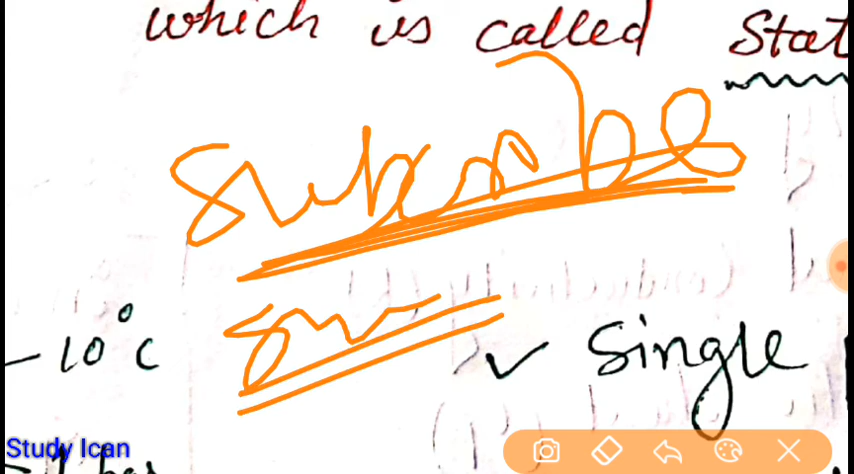 which is called Stat
Subscribe
-10°C
✓ Single
Study Ican